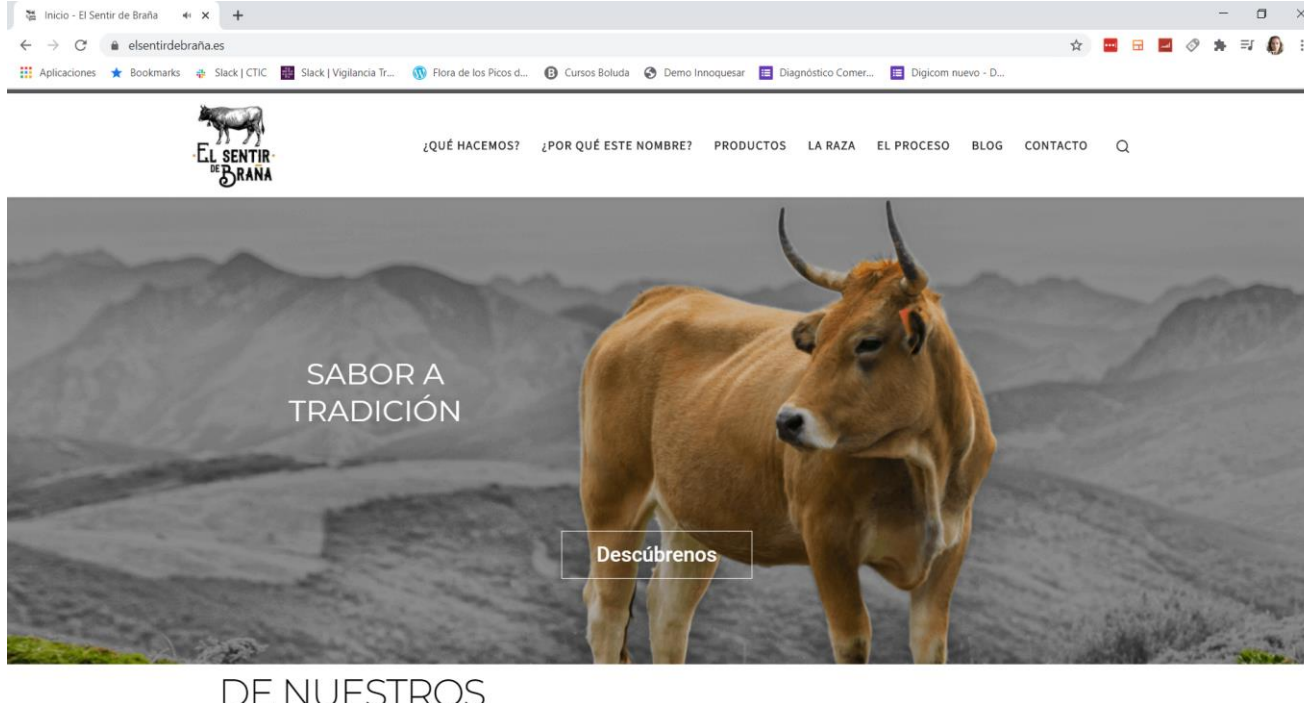 Inicio - El Sentir de Braña
elsentirdebraña.es
Aplicaciones Bookmarks Slack | CTIC Slack | Vigilancia Tr... Flora de los Picos d... Cursos Boluda Demo Innoquesar Diagnóstico Comer... Digicom nuevo - D...
EL SENTIR
DE BRAÑA
¿QUÉ HACEMOS? ¿POR QUÉ ESTE NOMBRE? PRODUCTOS LA RAZA EL PROCESO BLOG CONTACTO
SABOR A
TRADICIÓN
Descúbrenos
DE NUESTROS